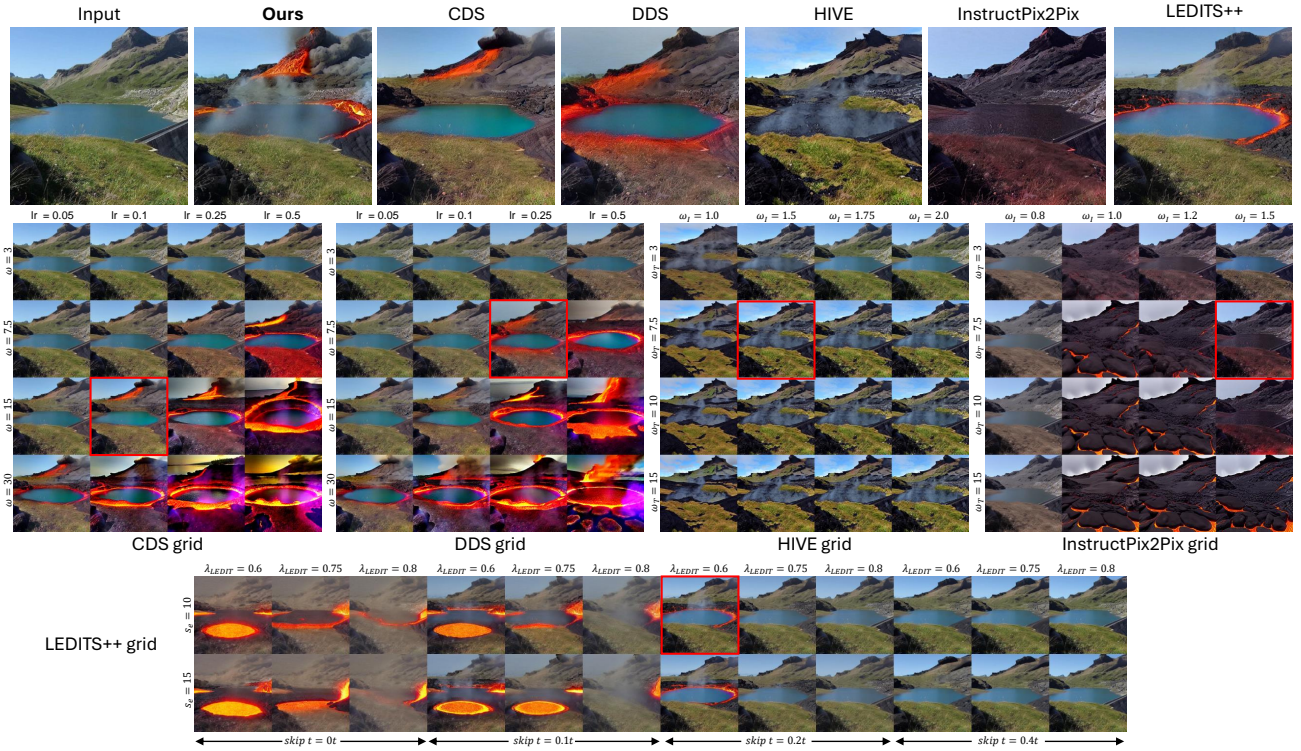 Input Ours CDS DDS HIVE InstructPix2Pix LEDITS++
lr = 0.05 lr = 0.1 lr = 0.25 lr = 0.5 lr = 0.05 lr = 0.1 lr = 0.25 lr = 0.5 ω_I = 1.0 ω_I = 1.5 ω_I = 1.75 ω_I = 2.0 ω_I = 0.8 ω_I = 1.0 ω_I = 1.2 ω_I = 1.5
ω = 3 ω = 3 ω_T = 3 ω_T = 3
ω = 7.5 ω = 7.5 ω_T = 7.5 ω_T = 7.5
ω = 15 ω = 15 ω_T = 10 ω_T = 10
ω = 30 ω = 30 ω_T = 15 ω_T = 15
CDS grid DDS grid HIVE grid InstructPix2Pix grid
λ_LEDIT = 0.6 λ_LEDIT = 0.75 λ_LEDIT = 0.8 λ_LEDIT = 0.6 λ_LEDIT = 0.75 λ_LEDIT = 0.8 λ_LEDIT = 0.6 λ_LEDIT = 0.75 λ_LEDIT = 0.8 λ_LEDIT = 0.6 λ_LEDIT = 0.75 λ_LEDIT = 0.8
s_e = 10
LEDITS++ grid
s_e = 15
skip t = 0t skip t = 0.1t skip t = 0.2t skip t = 0.4t